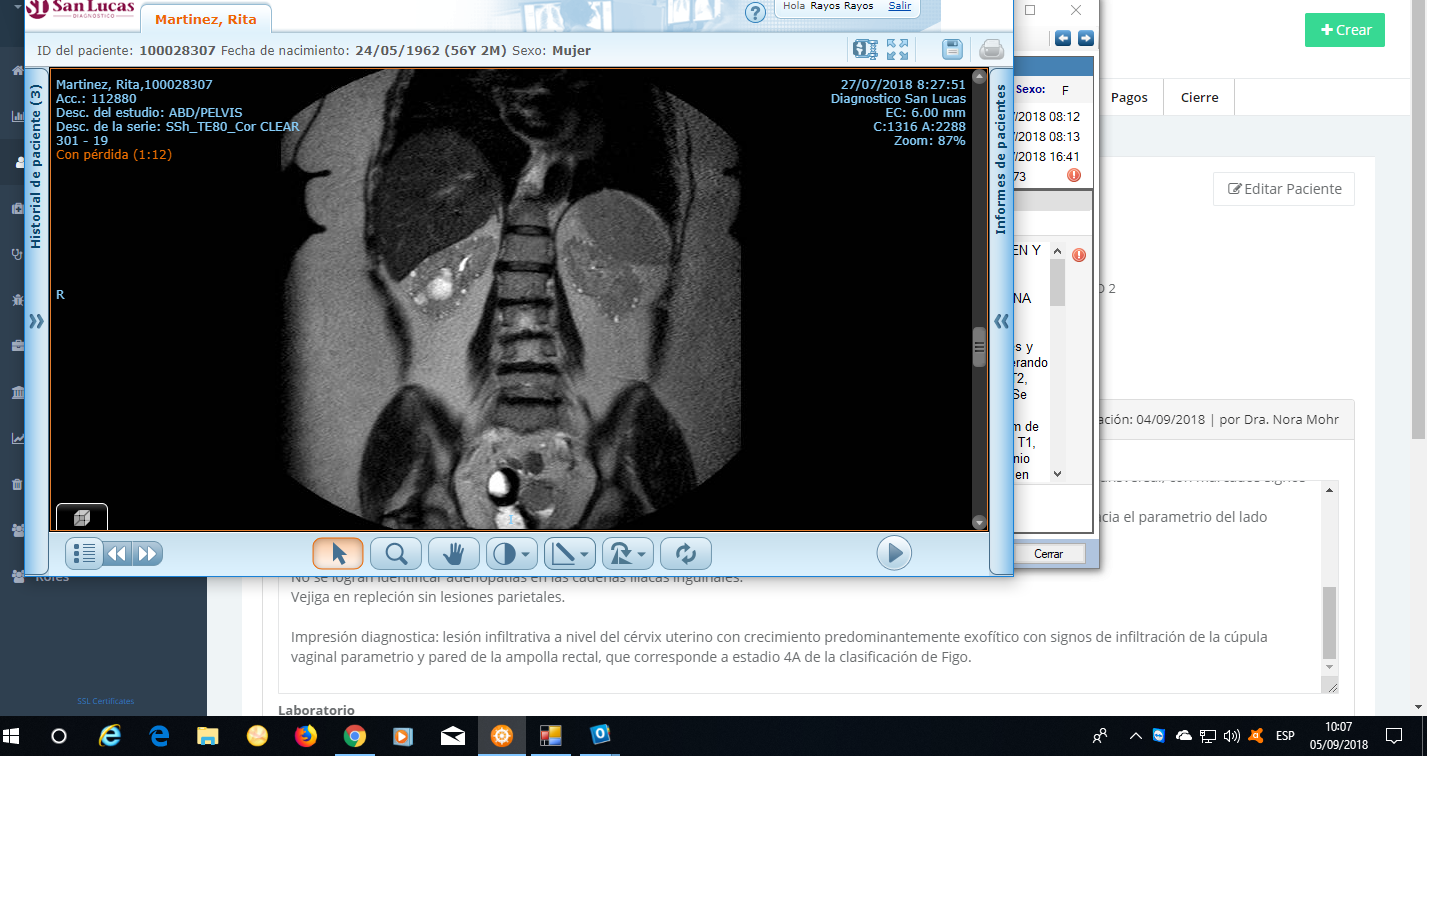 San Lucas
DIAGNOSTICO
Martinez, Rita
Hola Rayos Rayos Salir
ID del paciente: 100028307 Fecha de nacimiento: 24/05/1962 (56Y 2M) Sexo: Mujer
Historial de paciente (3)
Martinez, Rita,100028307
Acc.: 112880
Desc. del estudio: ABD/PELVIS
Desc. de la serie: SSh_TE80_Cor CLEAR
301 - 19
Con pérdida (1:12)
R
27/07/2018 8:27:51
Diagnostico San Lucas
EC: 6.00 mm
C:1316 A:2288
Zoom: 87%
Informes de pacientes
Sexo: F
/2018 08:12
/2018 08:13
/2018 16:41
73
EN Y
NA
s y
erando
T2,
Se
m de
T1,
nio
en
Cerrar
Crear
Pagos Cierre
Editar Paciente
O 2
ación: 04/09/2018 | por Dra. Nora Mohr
acia el parametrio del lado
No se logran identificar adenopatías en las cadenas iliacas inguinales.
Vejiga en repleción sin lesiones parietales.
Impresión diagnostica: lesión infiltrativa a nivel del cérvix uterino con crecimiento predominantemente exofítico con signos de infiltración de la cúpula
vaginal parametrio y pared de la ampolla rectal, que corresponde a estadio 4A de la clasificación de Figo.
Laboratorio
Roles
SSL Certificates
ESP
10:07
05/09/2018